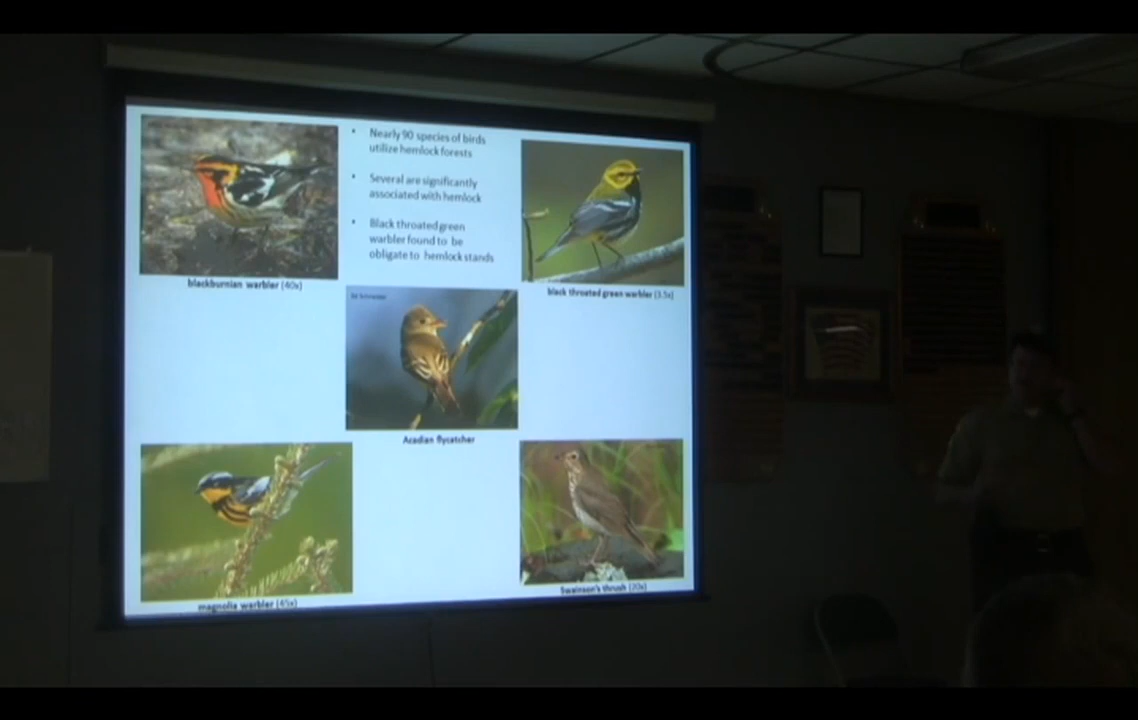 • Nearly 90 species of birds
utilize hemlock forests
• Several are significantly
associated with hemlock
• Black throated green
warbler found to be
obligate to hemlock stands
blackburnian warbler (40x)
black throated green warbler (3.5x)
Acadian flycatcher
magnolia warbler (45x)
Swainson's thrush (20x)